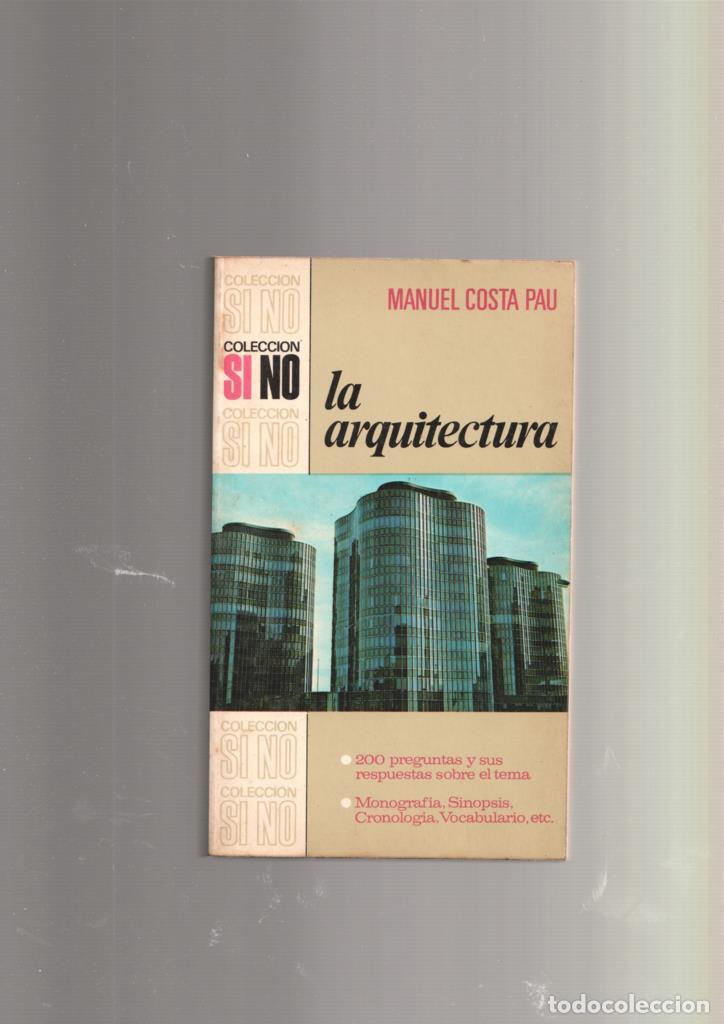 COLECCION
SI NO
COLECCION
SI NO
COLECCION
SI NO
MANUEL COSTA PAU
la
arquitectura
COLECCION
SI NO
COLECCION
SI NO
200 preguntas y sus
respuestas sobre el tema
Monografía, Sinopsis,
Cronología, Vocabulario, etc.
todocoleccion